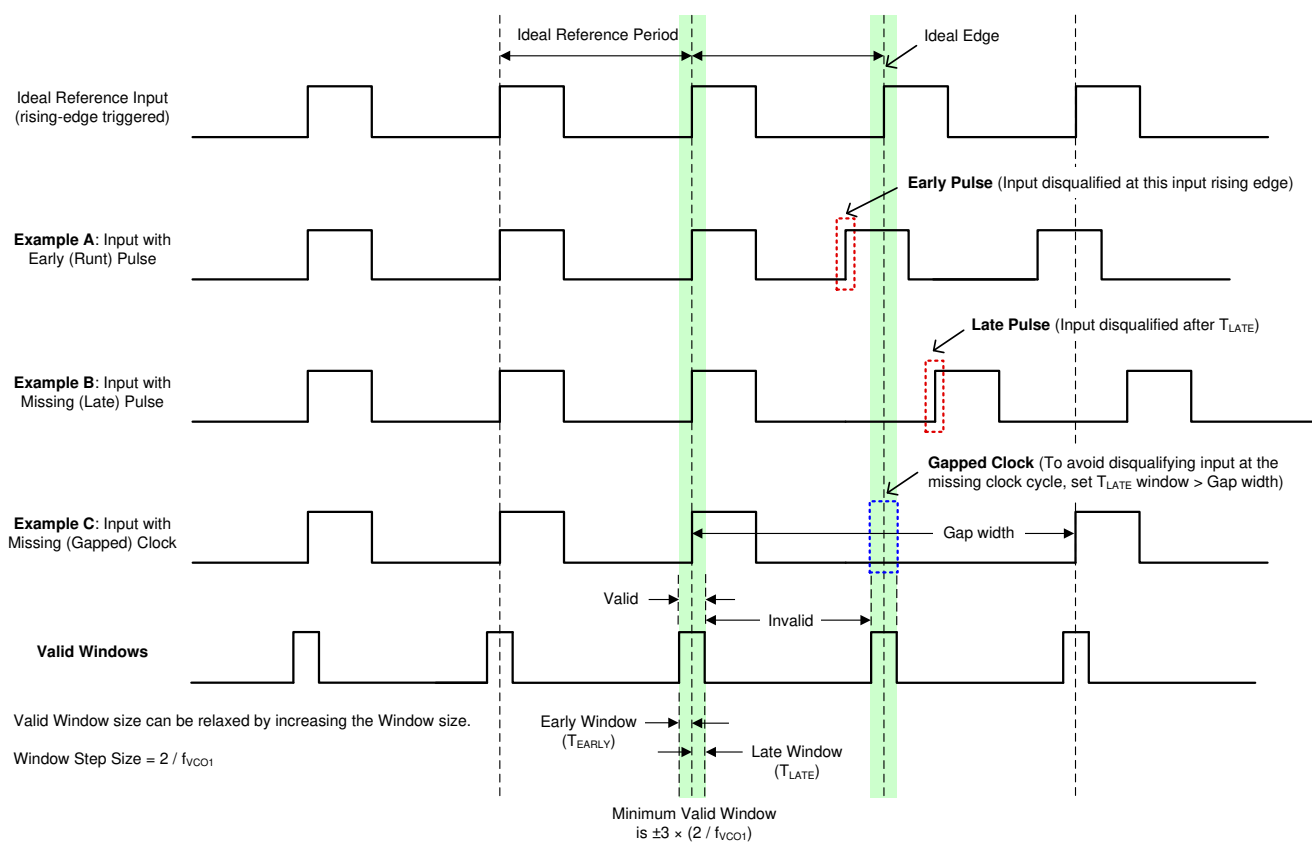 Ideal Reference Period
Ideal Edge
Ideal Reference Input
(rising-edge triggered)
Early Pulse (Input disqualified at this input rising edge)
Example A: Input with
Early (Runt) Pulse
Late Pulse (Input disqualified after TLATE)
Example B: Input with
Missing (Late) Pulse
Gapped Clock (To avoid disqualifying input at the
missing clock cycle, set TLATE window > Gap width)
Example C: Input with
Missing (Gapped) Clock
Gap width
Valid
Invalid
Valid Windows
Valid Window size can be relaxed by increasing the Window size.
Early Window
(TEARLY)
Window Step Size = 2 / fVCO1
Late Window
(TLATE)
Minimum Valid Window
is ±3 × (2 / fVCO1)